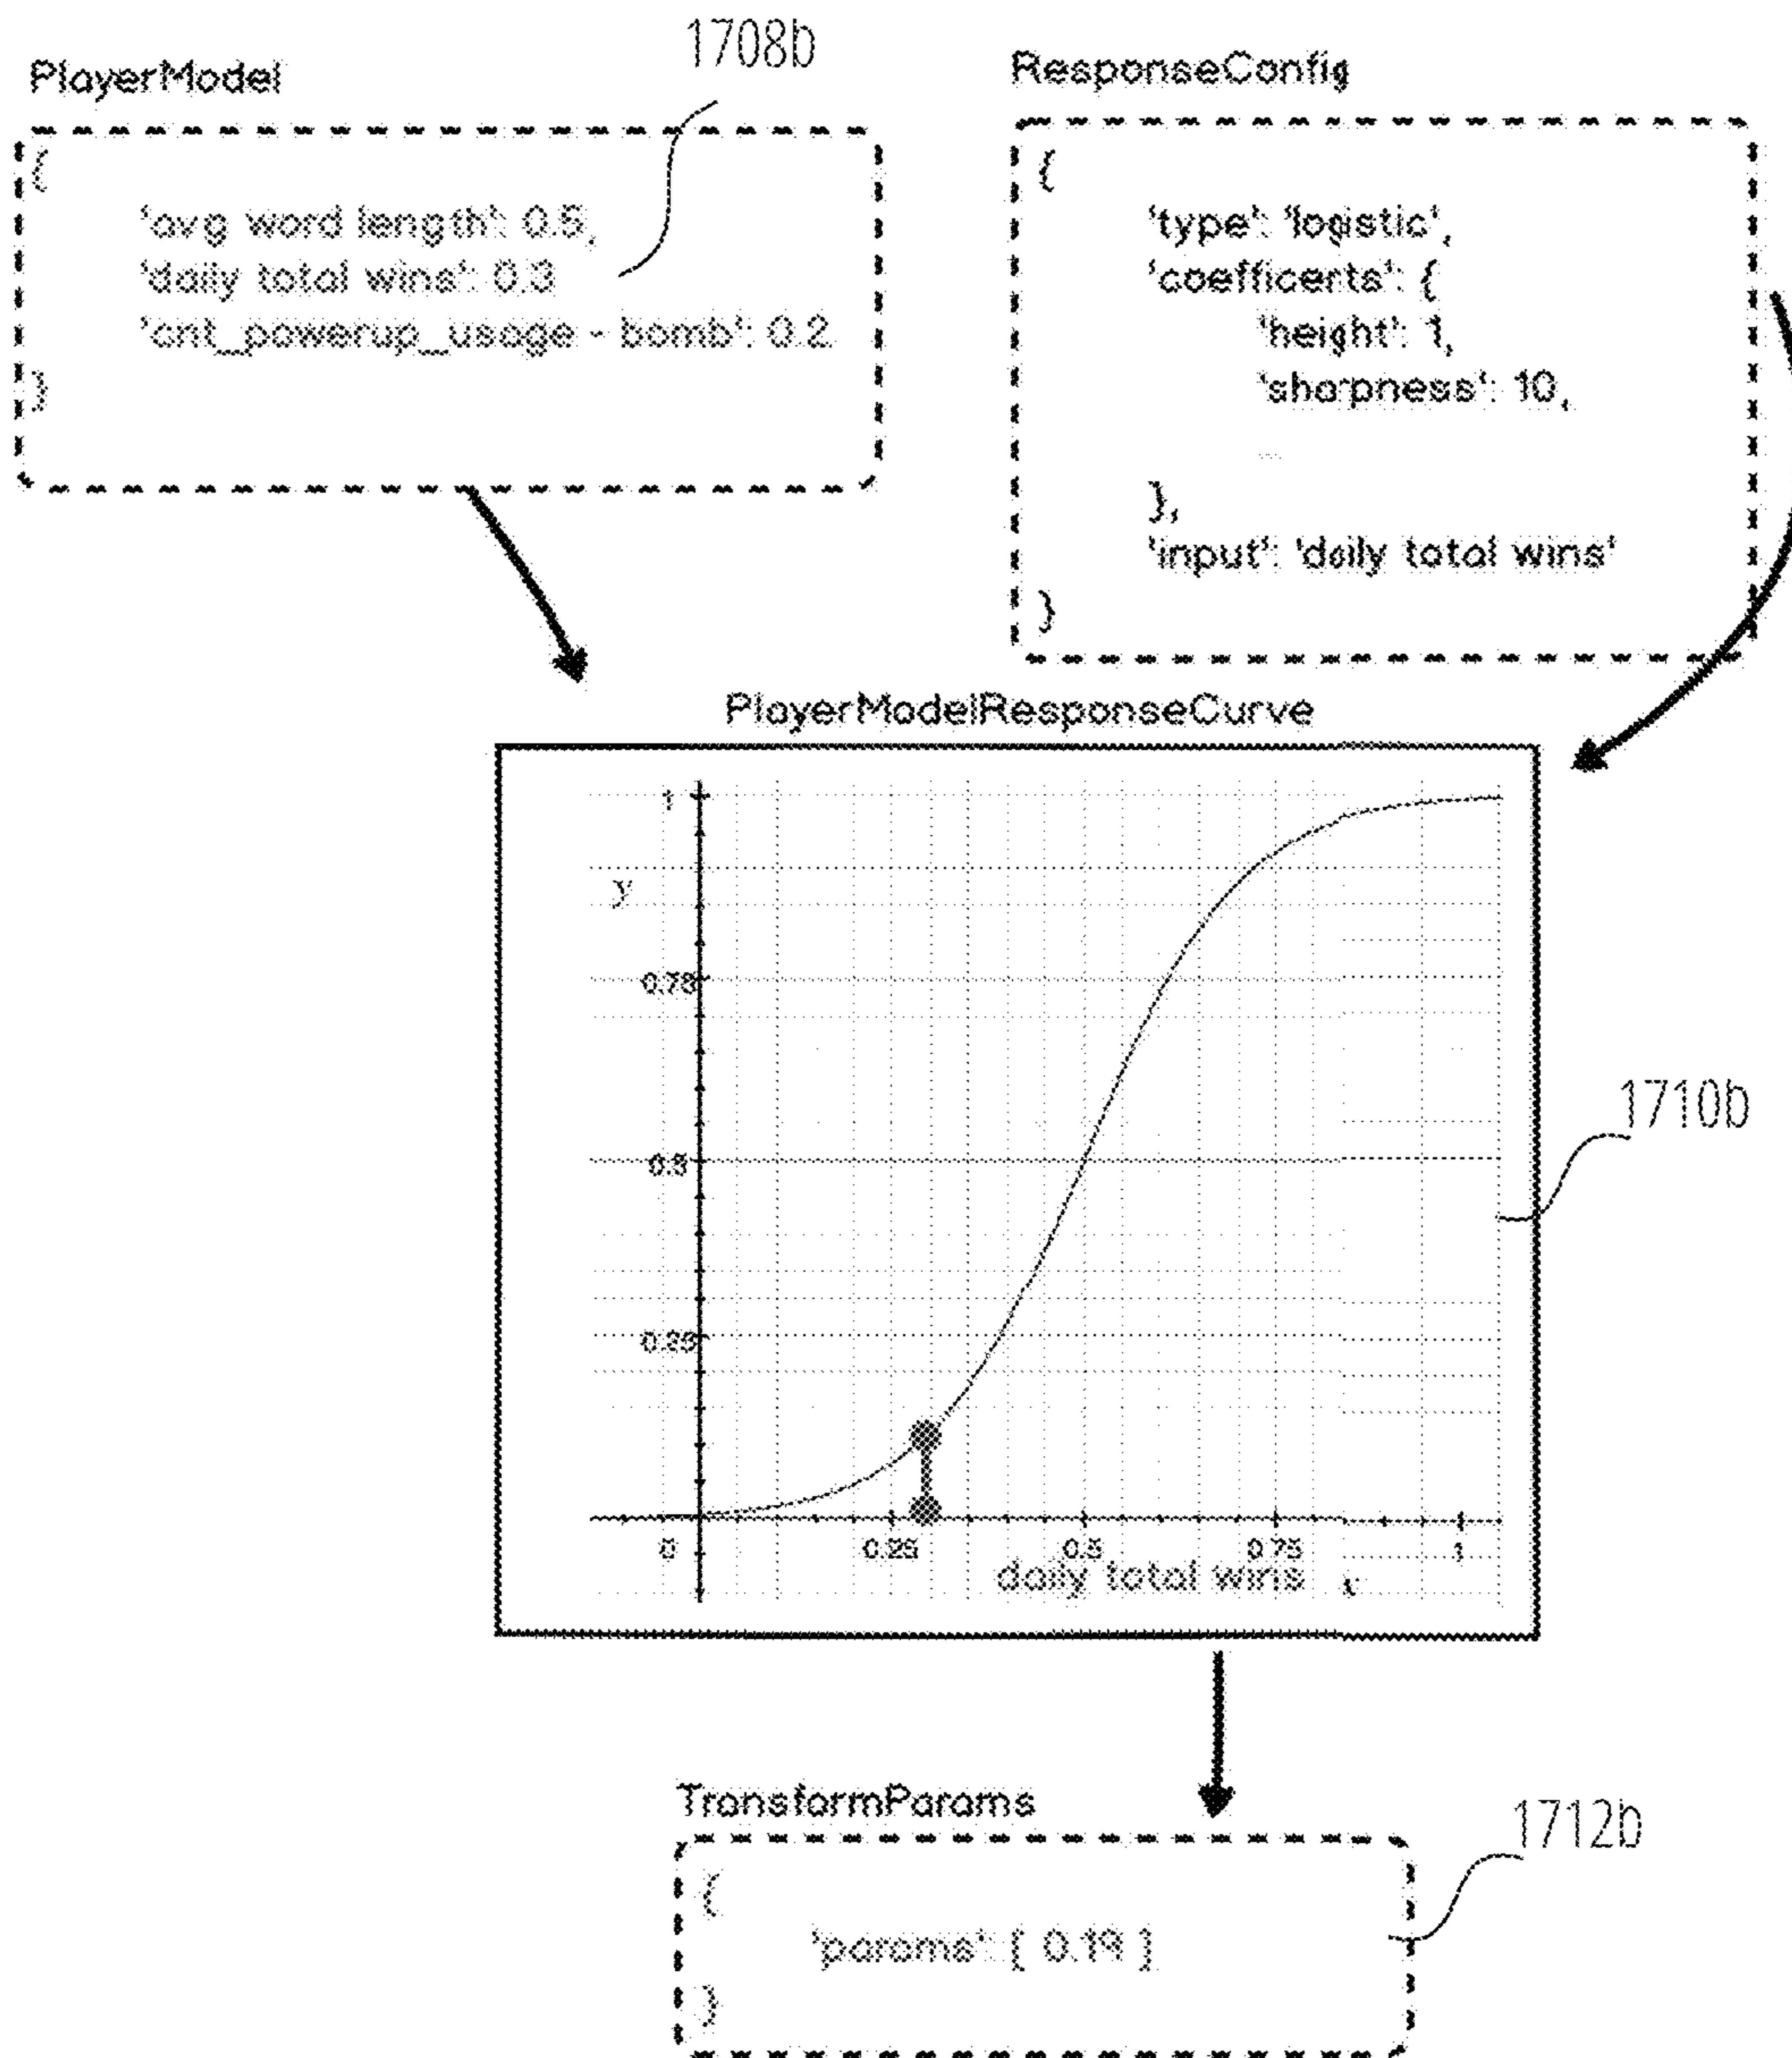 1708b
PlayerModel
{
'avg word length': 0.5,
'daily total wins': 0.3
'cnt_powerup_usage - bomb': 0.2
}
ResponseConfig
{
'type': 'logistic',
'coefficerts': {
'height': 1,
'sharpness': 10,
...
},
'input': 'daily total wins'
}
PlayerModelResponseCurve
1
y
0.75
0.5
0.25
0
0.25
0.5
0.75
1
daily total wins
1710b
TransformParams
1712b
{
'params': [ 0.19 ]
}